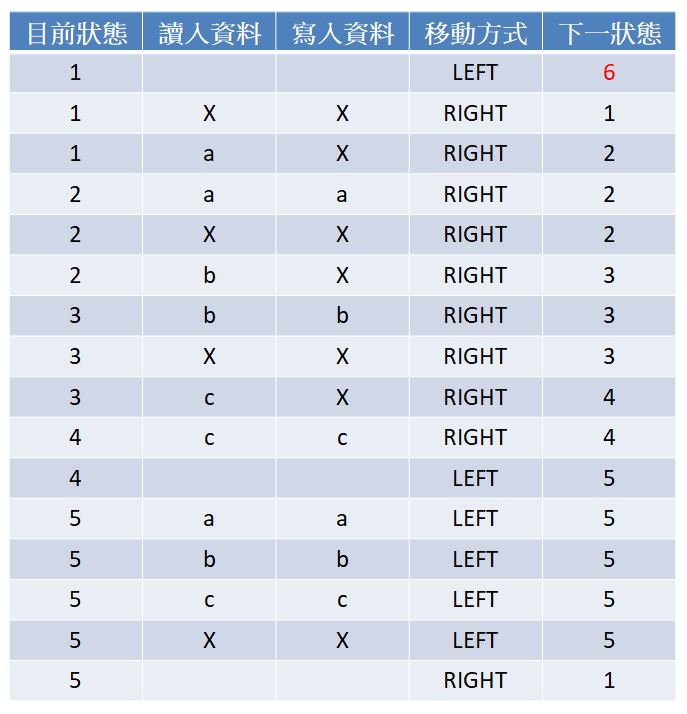 目前狀態 讀入資料 寫入資料 移動方式 下一狀態
1 LEFT 6
1 X X RIGHT 1
1 a X RIGHT 2
2 a a RIGHT 2
2 X X RIGHT 2
2 b X RIGHT 3
3 b b RIGHT 3
3 X X RIGHT 3
3 c X RIGHT 4
4 c c RIGHT 4
4 LEFT 5
5 a a LEFT 5
5 b b LEFT 5
5 c c LEFT 5
5 X X LEFT 5
5 RIGHT 1